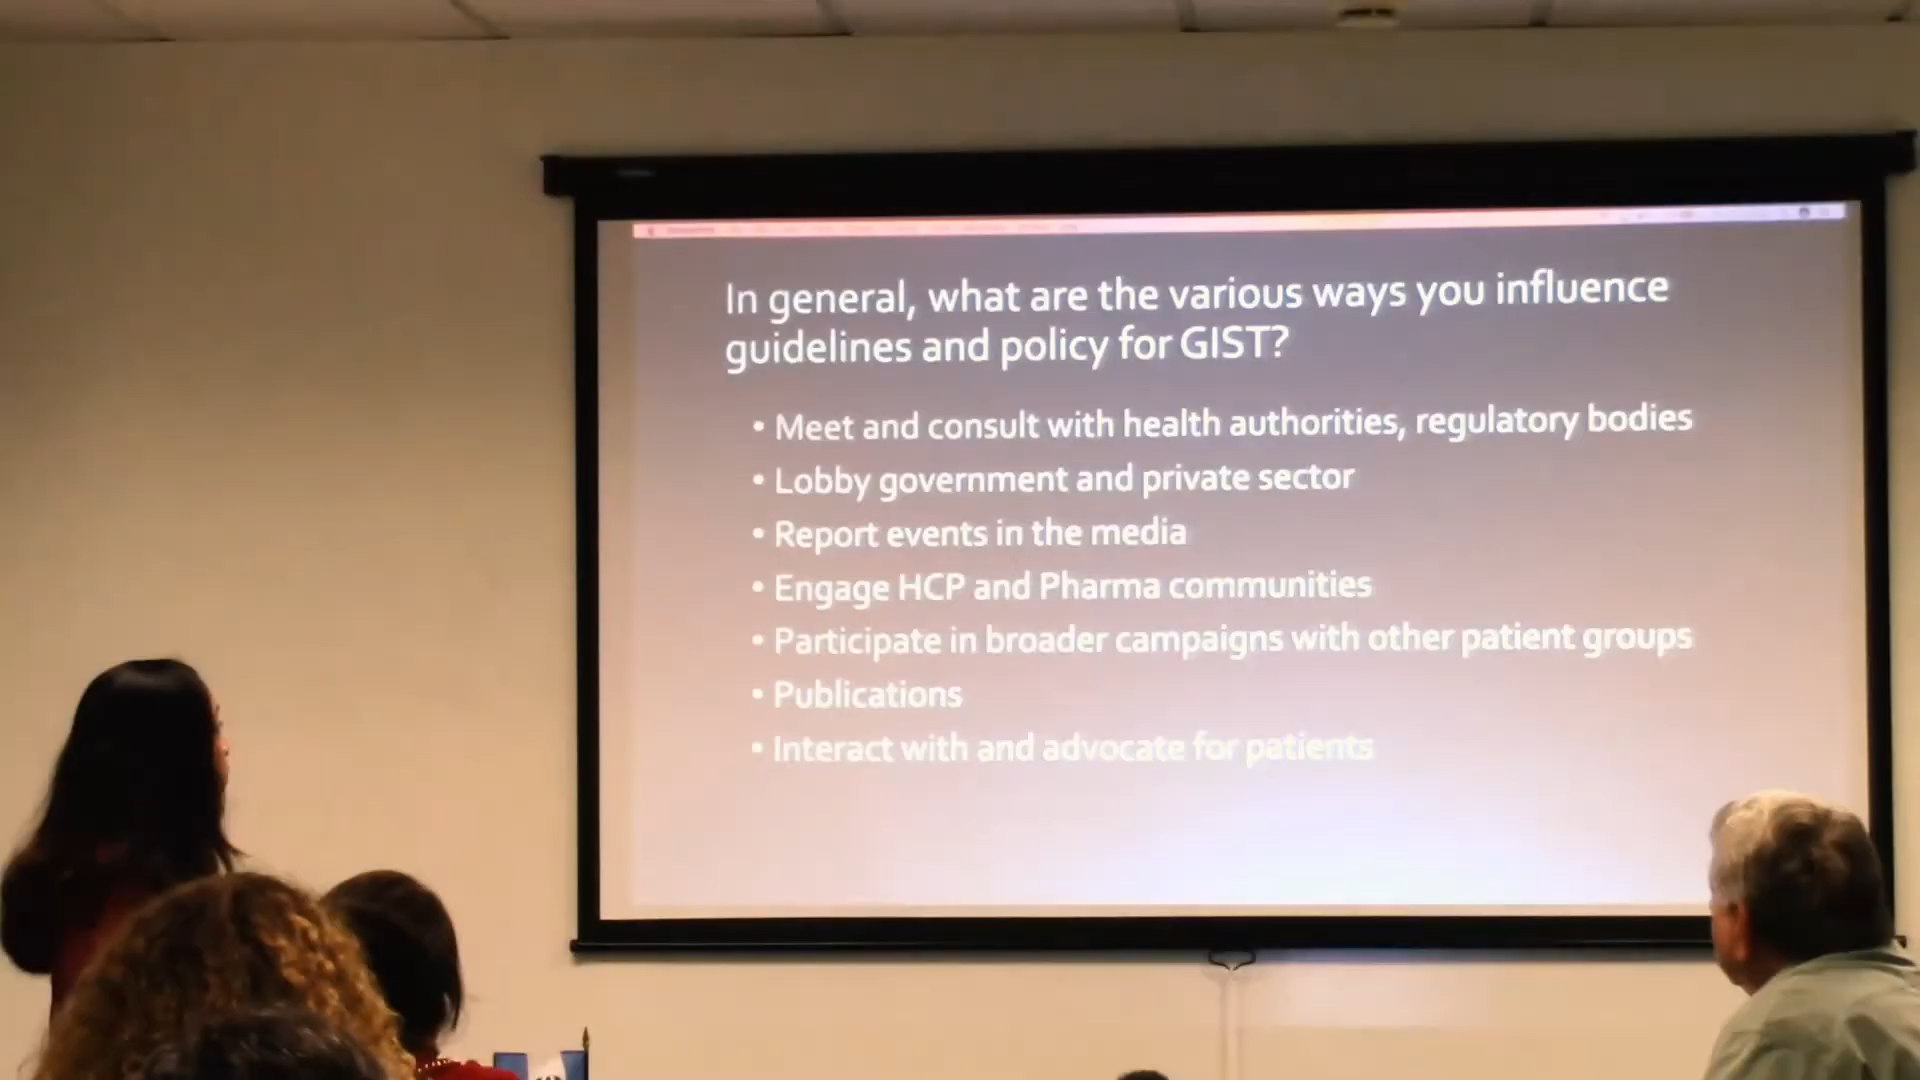 In general, what are the various ways you influence
guidelines and policy for GIST?
• Meet and consult with health authorities, regulatory bodies
• Lobby government and private sector
• Report events in the media
• Engage HCP and Pharma communities
• Participate in broader campaigns with other patient groups
• Publications
• Interact with and advocate for patients